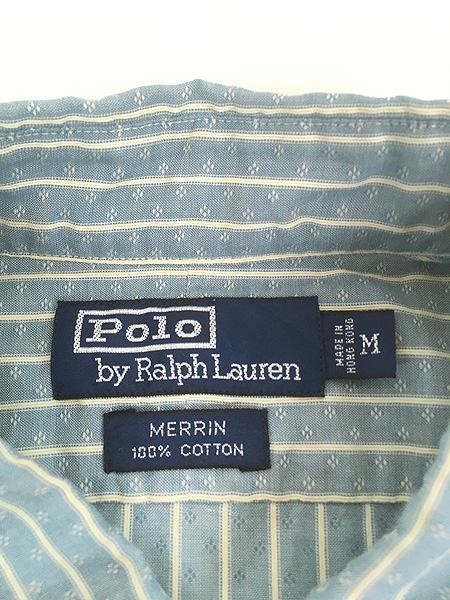 Polo
by Ralph Lauren
MADE IN
HONG KONG
M
MERRIN
100% COTTON